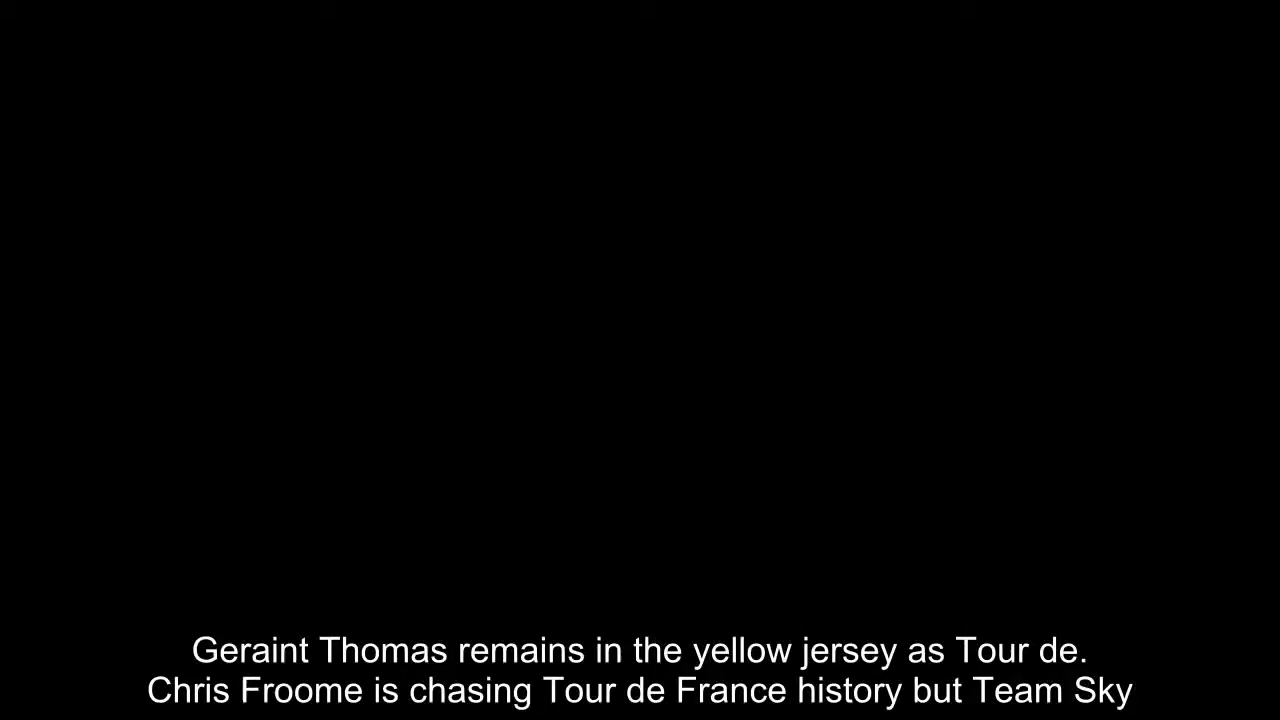 Geraint Thomas remains in the yellow jersey as Tour de.
Chris Froome is chasing Tour de France history but Team Sky